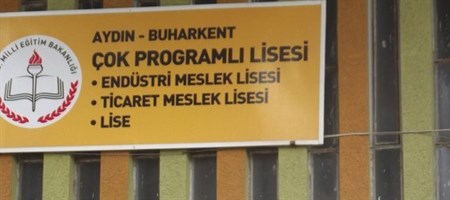 MİLLİ EĞİTİM BAKANLIĞI
AYDIN - BUHARKENT
ÇOK PROGRAMLI LİSESİ
• ENDÜSTRİ MESLEK LİSESİ
• TİCARET MESLEK LİSESİ
• LİSE